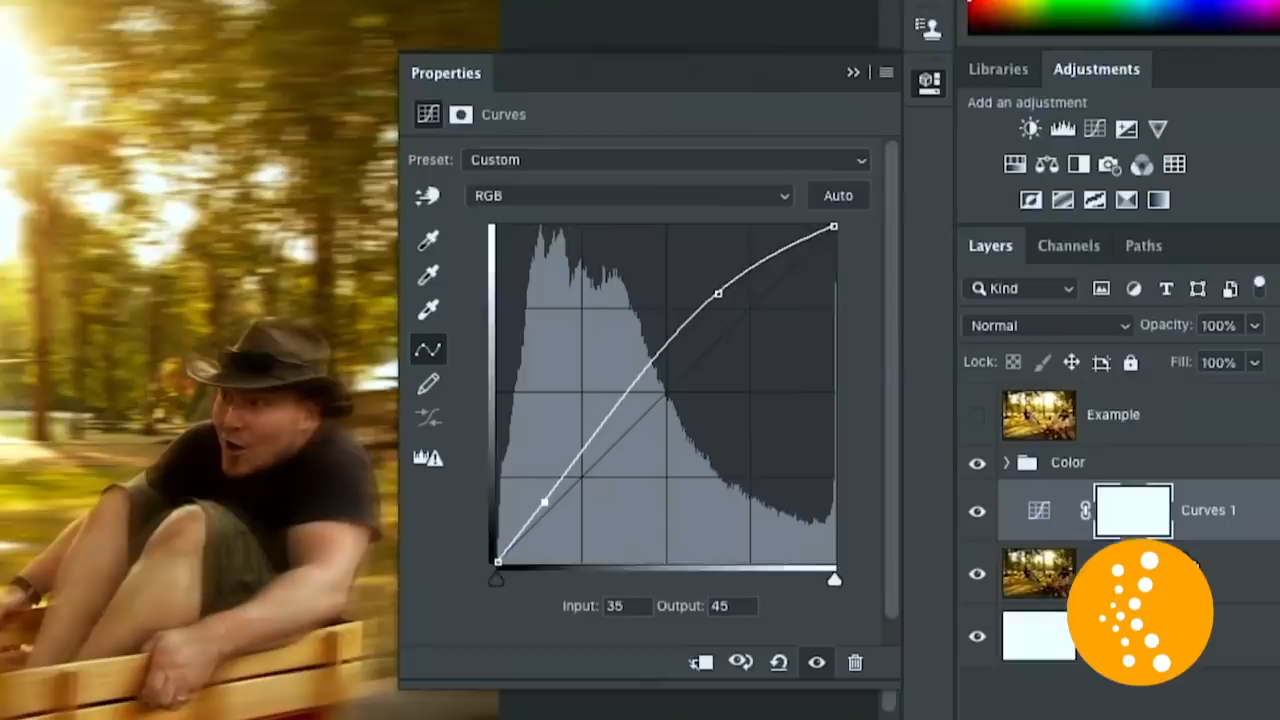 Properties
Curves
Preset: Custom
RGB
Auto
Input: 35 Output: 45
Libraries Adjustments
Add an adjustment
Layers Channels Paths
Kind
Normal Opacity: 100%
Lock: Fill: 100%
Example
Color
Curves 1